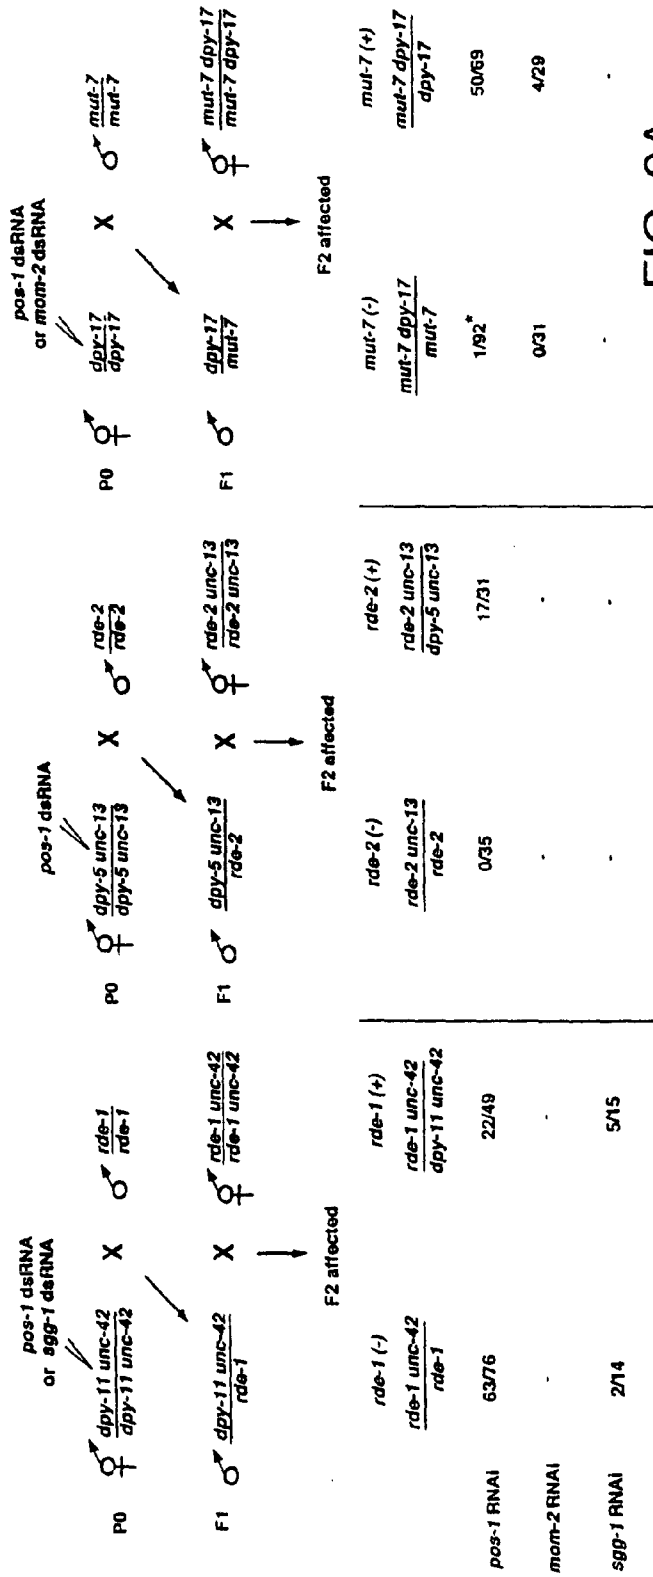 pos-1 dsRNA
or sgg-1 dsRNA
P0
dpy-11 unc-42
dpy-11 unc-42
X
rde-1
rde-1
F1
dpy-11 unc-42
rde-1
X
rde-1 unc-42
rde-1 unc-42
F2 affected
pos-1 dsRNA
P0
dpy-5 unc-13
dpy-5 unc-13
X
rde-2
rde-2
F1
dpy-5 unc-13
rde-2
X
rde-2 unc-13
rde-2 unc-13
F2 affected
pos-1 dsRNA
or mom-2 dsRNA
P0
dpy-17
dpy-17
X
mut-7
mut-7
F1
dpy-17
mut-7
X
mut-7 dpy-17
mut-7 dpy-17
F2 affected
rde-1 (-) rde-1 (+) rde-2 (-) rde-2 (+) mut-7 (-) mut-7 (+)
rde-1 unc-42 rde-1 unc-42 rde-2 unc-13 rde-2 unc-13 mut-7 dpy-17 mut-7 dpy-17
rde-1 dpy-11 unc-42 rde-2 dpy-5 unc-13 mut-7 dpy-17
pos-1 RNAi 63/76 22/49 0/35 17/31 1/92* 50/69
mom-2 RNAi - - - - 0/31 4/29
sgg-1 RNAi 2/14 5/15 - - - -